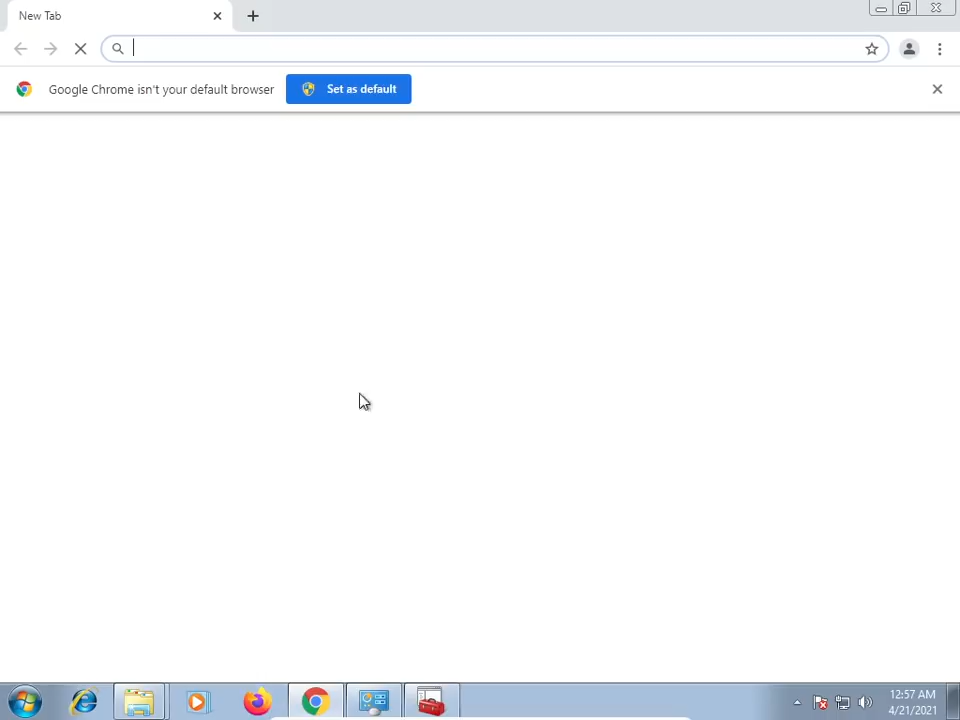 New Tab
Google Chrome isn't your default browser
Set as default
12:57 AM
4/21/2021